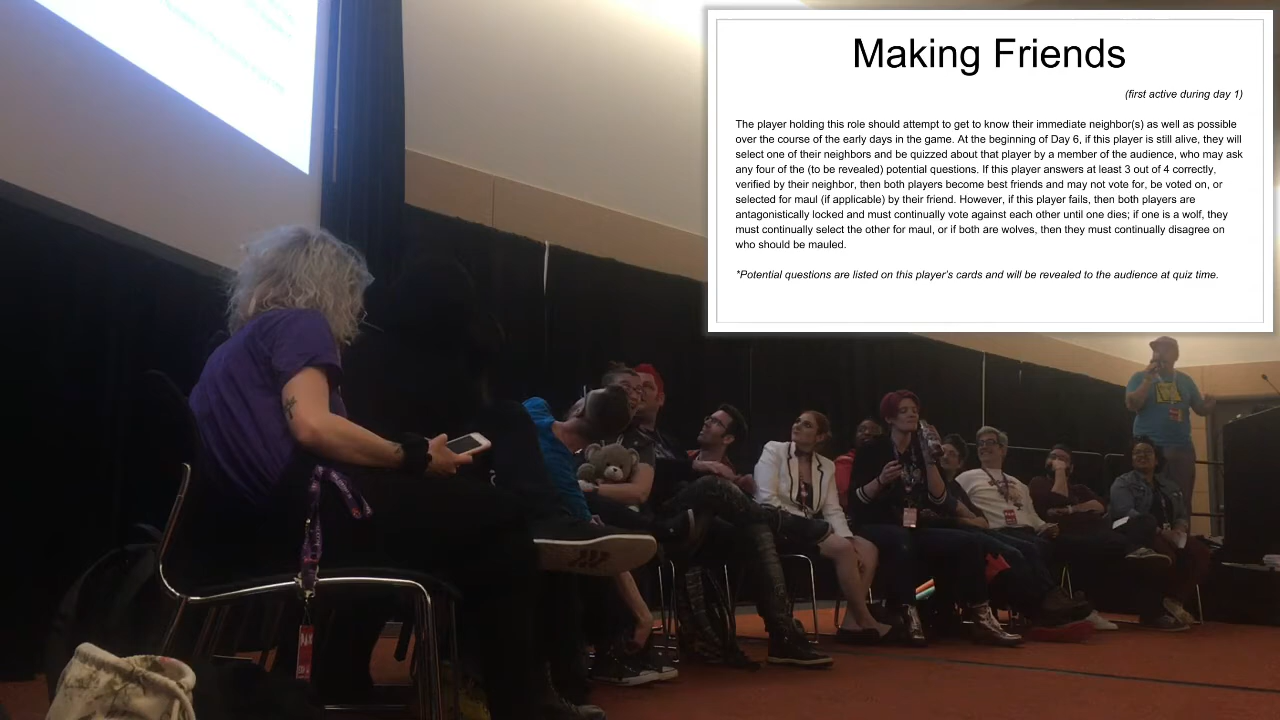 Making Friends
(first active during day 1)
The player holding this role should attempt to get to know their immediate neighbor(s) as well as possible
over the course of the early days in the game. At the beginning of Day 6, if this player is still alive, they will
select one of their neighbors and be quizzed about that player by a member of the audience, who may ask
any four of the (to be revealed) potential questions. If this player answers at least 3 out of 4 correctly,
verified by their neighbor, then both players become best friends and may not vote for, be voted on, or
selected for maul (if applicable) by their friend. However, if this player fails, then both players are
antagonistically locked and must continually vote against each other until one dies; if one is a wolf, they
must continually select the other for maul, or if both are wolves, then they must continually disagree on
who should be mauled.
*Potential questions are listed on this player's cards and will be revealed to the audience at quiz time.